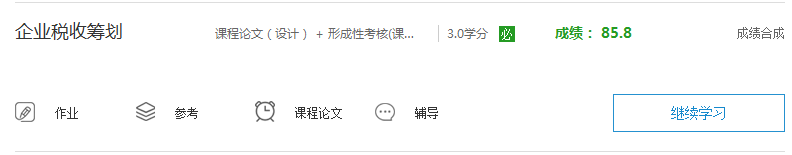 企业税收筹划 课程论文（设计） + 形成性考核(课... 3.0学分 必 成绩： 85.8 成绩合成
作业 参考 课程论文 辅导 继续学习